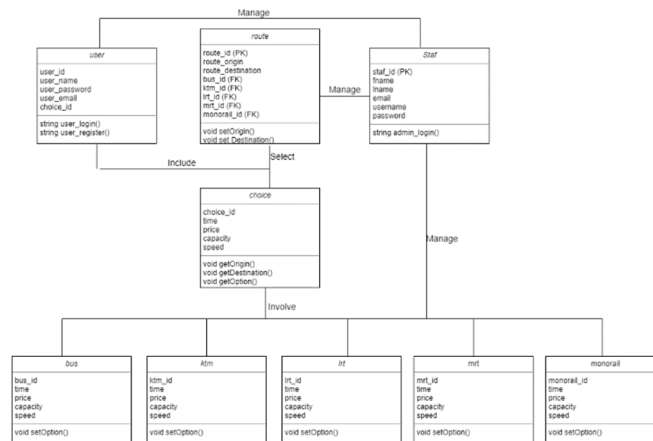 Manage
user
user_id
user_name
user_password
user_email
choice_id
string user_login()
string user_register()
route
route_id (PK)
route_origin
route_destination
bus_id (FK)
ktm_id (FK)
lrt_id (FK)
mrt_id (FK)
monorail_id (FK)
void setOrigin()
void set Destination()
Manage
Staf
staf_id (PK)
fname
lname
email
username
password
string admin_login()
Include
Select
choice
choice_id
time
price
capacity
speed
void getOrigin()
void getDestination()
void getOption()
Manage
Involve
bus
bus_id
time
price
capacity
speed
void setOption()
ktm
ktm_id
time
price
capacity
speed
void setOption()
lrt
lrt_id
time
price
capacity
speed
void setOption()
mrt
mrt_id
time
price
capacity
speed
void setOption()
monorail
monorail_id
time
price
capacity
speed
void setOption()